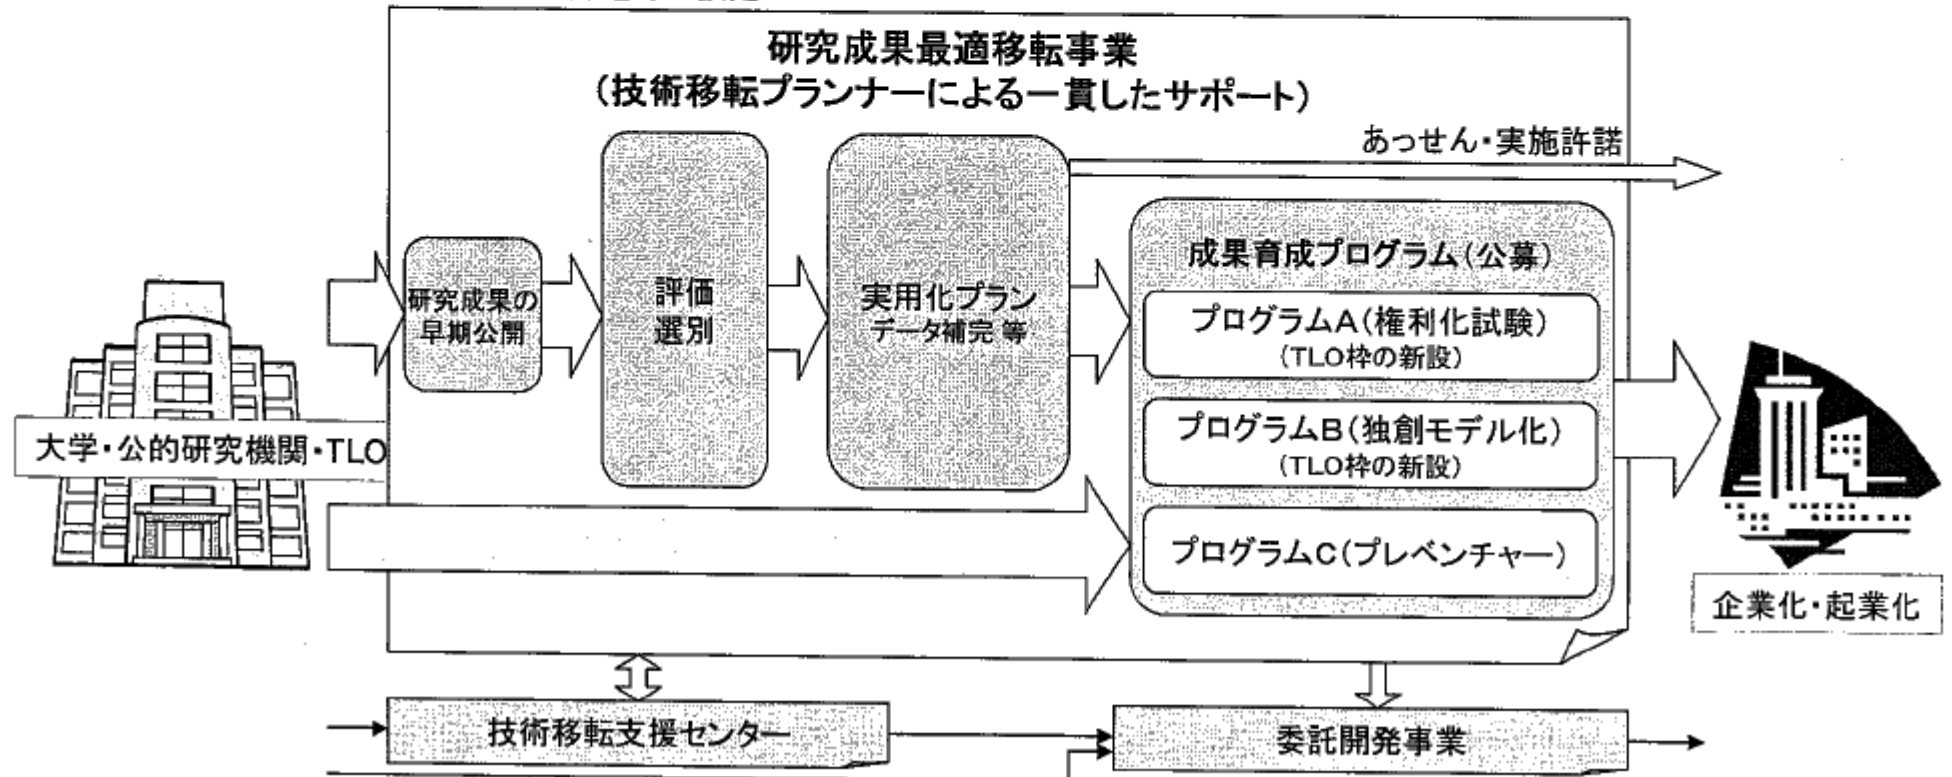 研究成果最適移転事業
(技術移転プランナーによる一貫したサポート)
あっせん・実施許諾
研究成果の
早期公開
評価
選別
実用化プラン
データ補完 等
成果育成プログラム(公募)
プログラムA(権利化試験)
(TLO枠の新設)
プログラムB(独創モデル化)
(TLO枠の新設)
プログラムC(プレベンチャー)
大学・公的研究機関・TLO
企業化・起業化
技術移転支援センター
委託開発事業